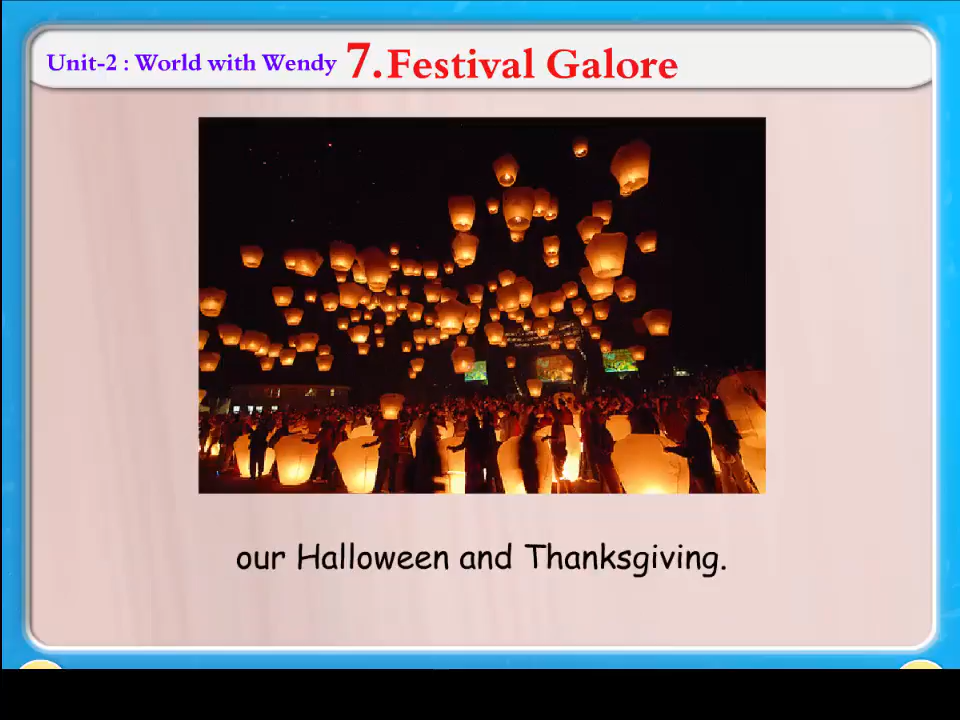 Unit-2 : World with Wendy 7. Festival Galore
our Halloween and Thanksgiving.